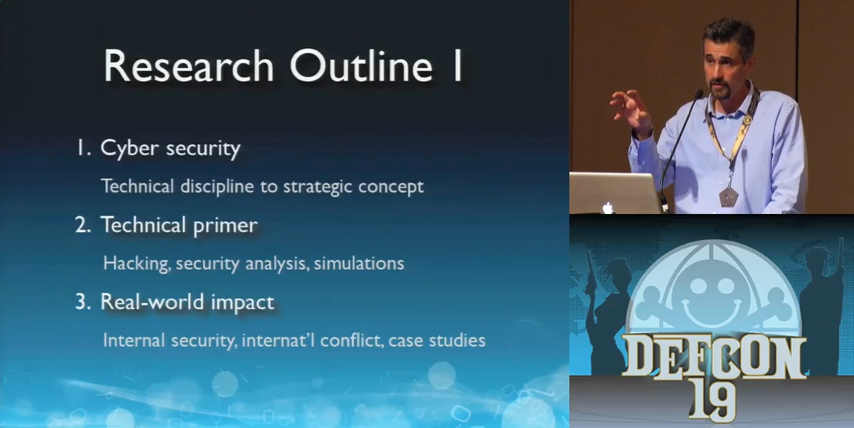 Research Outline 1
1. Cyber security
Technical discipline to strategic concept
2. Technical primer
Hacking, security analysis, simulations
3. Real-world impact
Internal security, internat'l conflict, case studies
DEFCON
19